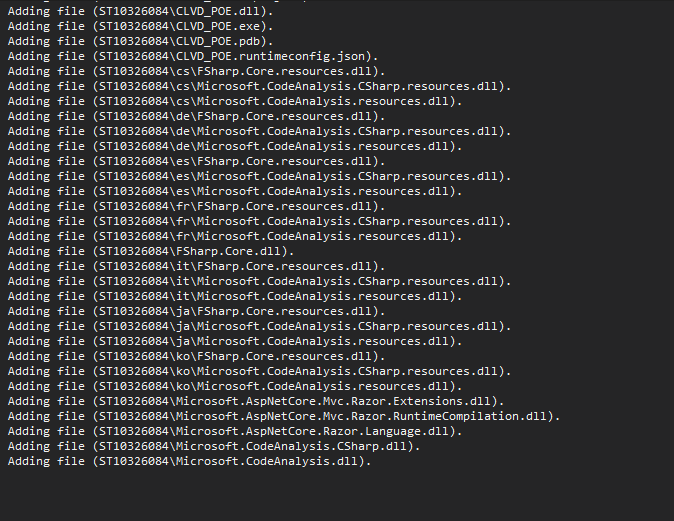 Adding file (ST10326084\CLVD_POE.dll).
Adding file (ST10326084\CLVD_POE.exe).
Adding file (ST10326084\CLVD_POE.pdb).
Adding file (ST10326084\CLVD_POE.runtimeconfig.json).
Adding file (ST10326084\cs\FSharp.Core.resources.dll).
Adding file (ST10326084\cs\Microsoft.CodeAnalysis.CSharp.resources.dll).
Adding file (ST10326084\cs\Microsoft.CodeAnalysis.resources.dll).
Adding file (ST10326084\de\FSharp.Core.resources.dll).
Adding file (ST10326084\de\Microsoft.CodeAnalysis.CSharp.resources.dll).
Adding file (ST10326084\de\Microsoft.CodeAnalysis.resources.dll).
Adding file (ST10326084\es\FSharp.Core.resources.dll).
Adding file (ST10326084\es\Microsoft.CodeAnalysis.CSharp.resources.dll).
Adding file (ST10326084\es\Microsoft.CodeAnalysis.resources.dll).
Adding file (ST10326084\fr\FSharp.Core.resources.dll).
Adding file (ST10326084\fr\Microsoft.CodeAnalysis.CSharp.resources.dll).
Adding file (ST10326084\fr\Microsoft.CodeAnalysis.resources.dll).
Adding file (ST10326084\FSharp.Core.dll).
Adding file (ST10326084\it\FSharp.Core.resources.dll).
Adding file (ST10326084\it\Microsoft.CodeAnalysis.CSharp.resources.dll).
Adding file (ST10326084\it\Microsoft.CodeAnalysis.resources.dll).
Adding file (ST10326084\ja\FSharp.Core.resources.dll).
Adding file (ST10326084\ja\Microsoft.CodeAnalysis.CSharp.resources.dll).
Adding file (ST10326084\ja\Microsoft.CodeAnalysis.resources.dll).
Adding file (ST10326084\ko\FSharp.Core.resources.dll).
Adding file (ST10326084\ko\Microsoft.CodeAnalysis.CSharp.resources.dll).
Adding file (ST10326084\ko\Microsoft.CodeAnalysis.resources.dll).
Adding file (ST10326084\Microsoft.AspNetCore.Mvc.Razor.Extensions.dll).
Adding file (ST10326084\Microsoft.AspNetCore.Mvc.Razor.RuntimeCompilation.dll).
Adding file (ST10326084\Microsoft.AspNetCore.Razor.Language.dll).
Adding file (ST10326084\Microsoft.CodeAnalysis.CSharp.dll).
Adding file (ST10326084\Microsoft.CodeAnalysis.dll).